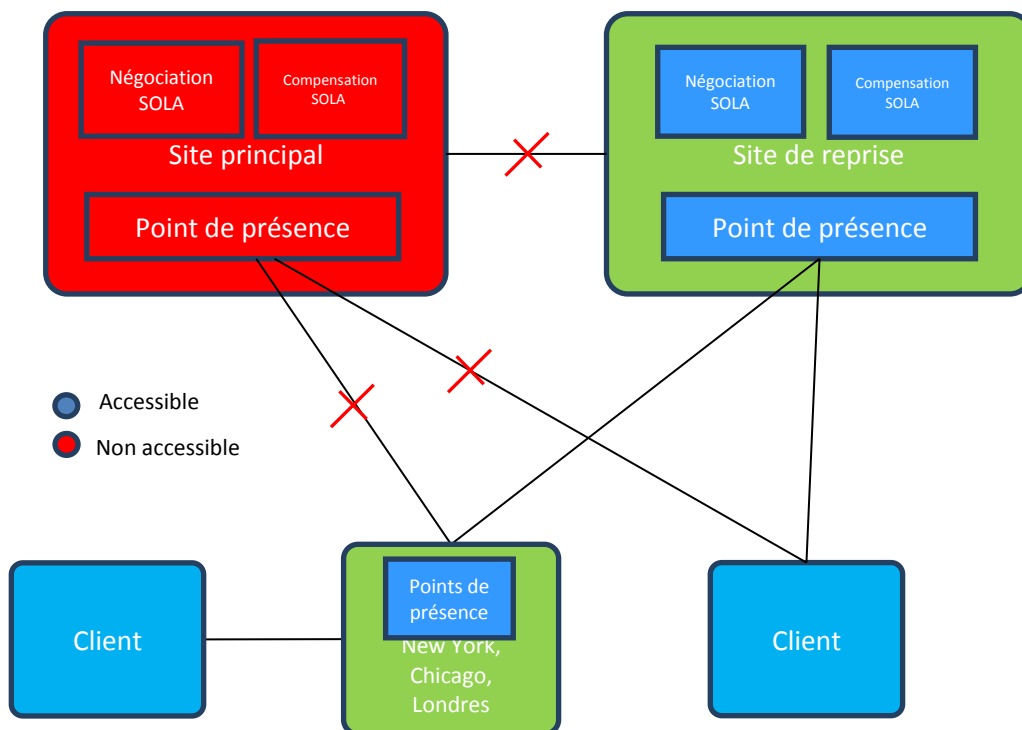 Négociation
SOLA
Compensation
SOLA
Site principal
Point de présence
Négociation
SOLA
Compensation
SOLA
Site de reprise
Point de présence
Accessible
Non accessible
Client
Points de
présence
New York,
Chicago,
Londres
Client